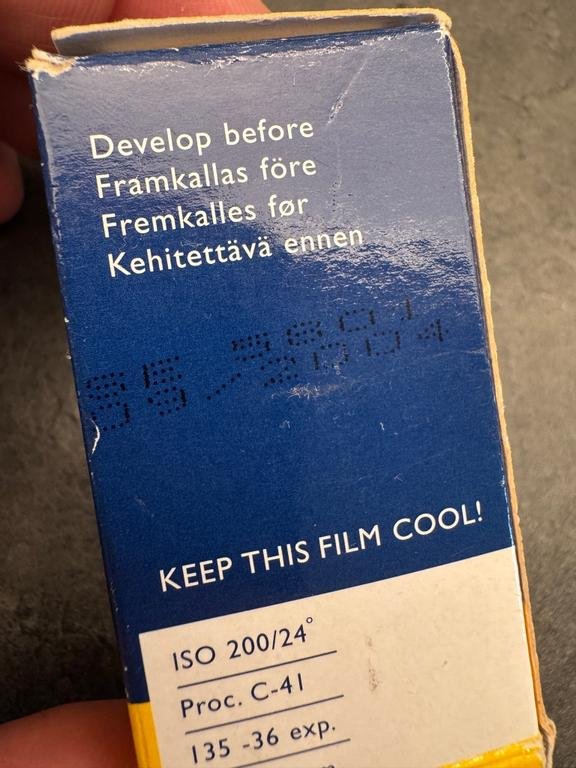 Develop before
Framkallas före
Fremkalles før
Kehitettävä ennen
KEEP THIS FILM COOL!
ISO 200/24°
Proc. C-41
135 -36 exp.